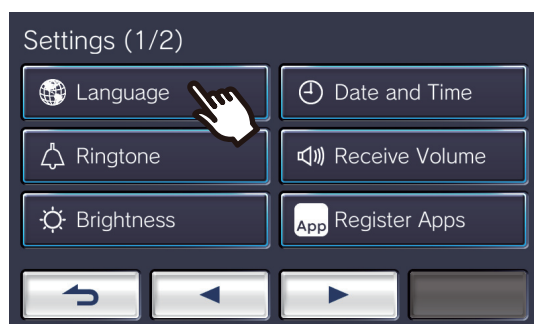 Settings (1/2)
Language
Date and Time
Ringtone
Receive Volume
Brightness
App Register Apps